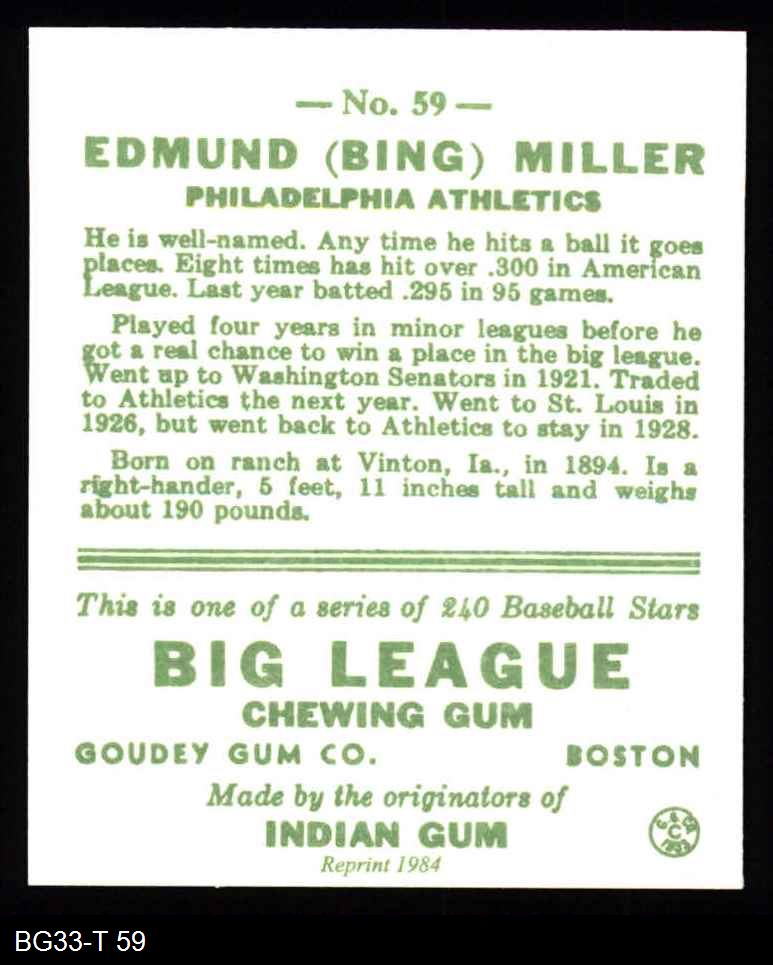 — No. 59 —
EDMUND (BING) MILLER
PHILADELPHIA ATHLETICS
He is well-named. Any time he hits a ball it goes
places. Eight times has hit over .300 in American
League. Last year batted .295 in 95 games.
Played four years in minor leagues before he
got a real chance to win a place in the big league.
Went up to Washington Senators in 1921. Traded
to Athletics the next year. Went to St. Louis in
1926, but went back to Athletics to stay in 1928.
Born on ranch at Vinton, Ia., in 1894. Is a
right-hander, 5 feet, 11 inches tall and weighs
about 190 pounds.
This is one of a series of 240 Baseball Stars
BIG LEAGUE
CHEWING GUM
GOUDEY GUM CO. BOSTON
Made by the originators of
INDIAN GUM
Reprint 1984
BG33-T 59